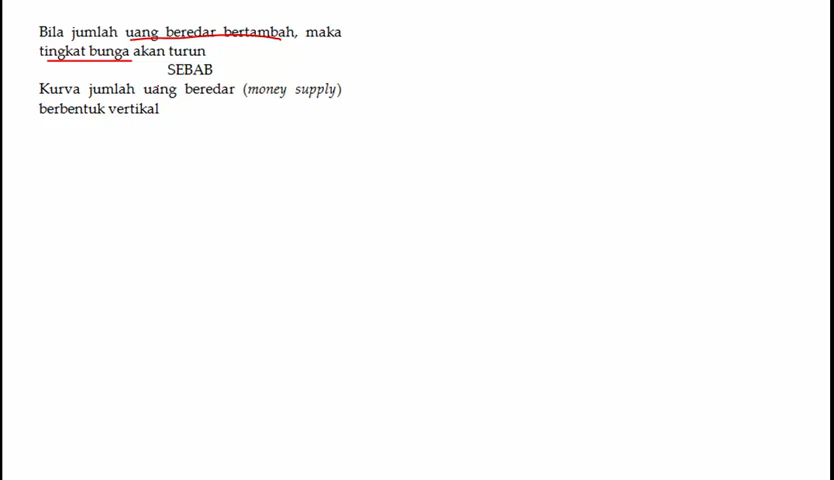 Bila jumlah uang beredar bertambah, maka
tingkat bunga akan turun
SEBAB
Kurva jumlah uang beredar (money supply)
berbentuk vertikal